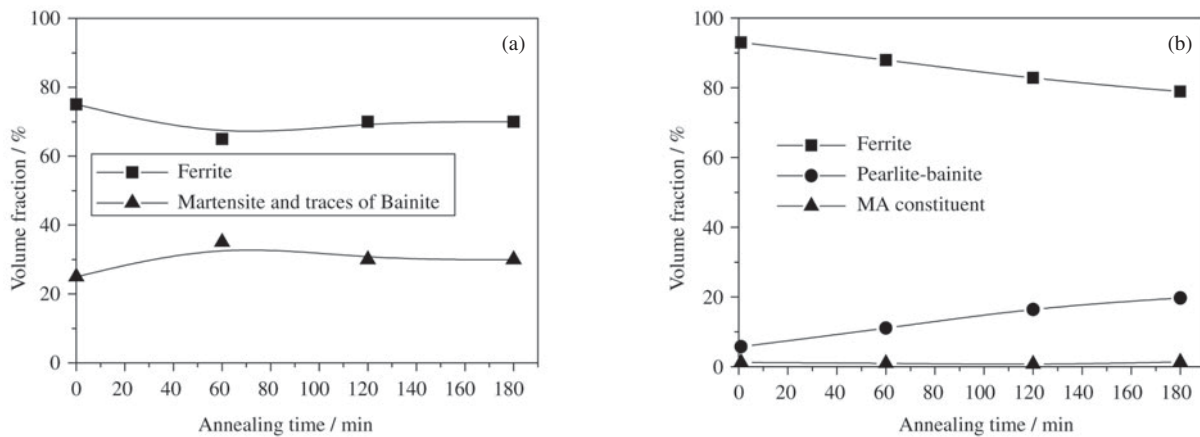 100
80
60
40
20
0
Volume fraction / %
(a)
Ferrite
Martensite and traces of Bainite
0 20 40 60 80 100 120 140 160 180
Annealing time / min
100
80
60
40
20
0
Volume fraction / %
(b)
Ferrite
Pearlite-bainite
MA constituent
0 20 40 60 80 100 120 140 160 180
Annealing time / min